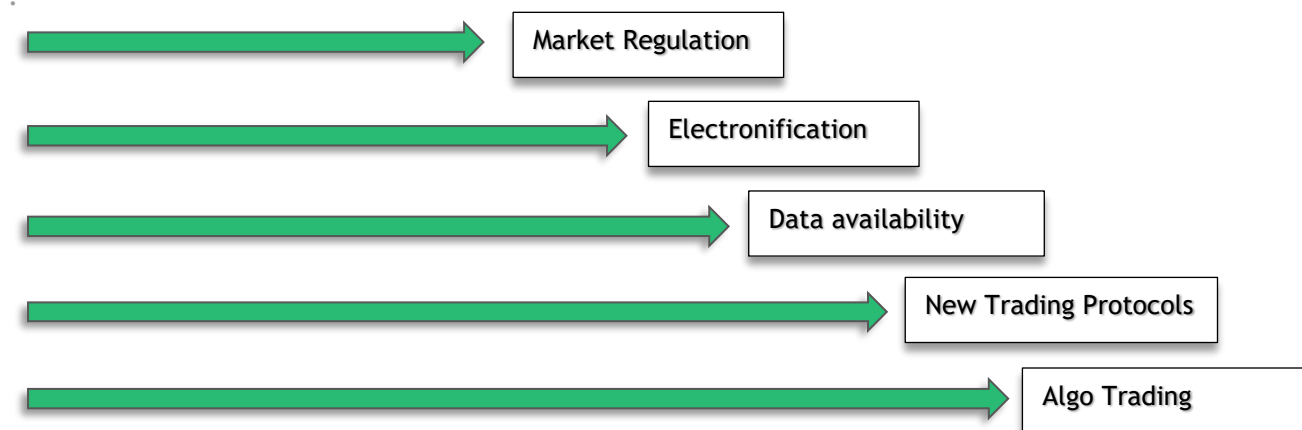 Market Regulation
Electronification
Data availability
New Trading Protocols
Algo Trading